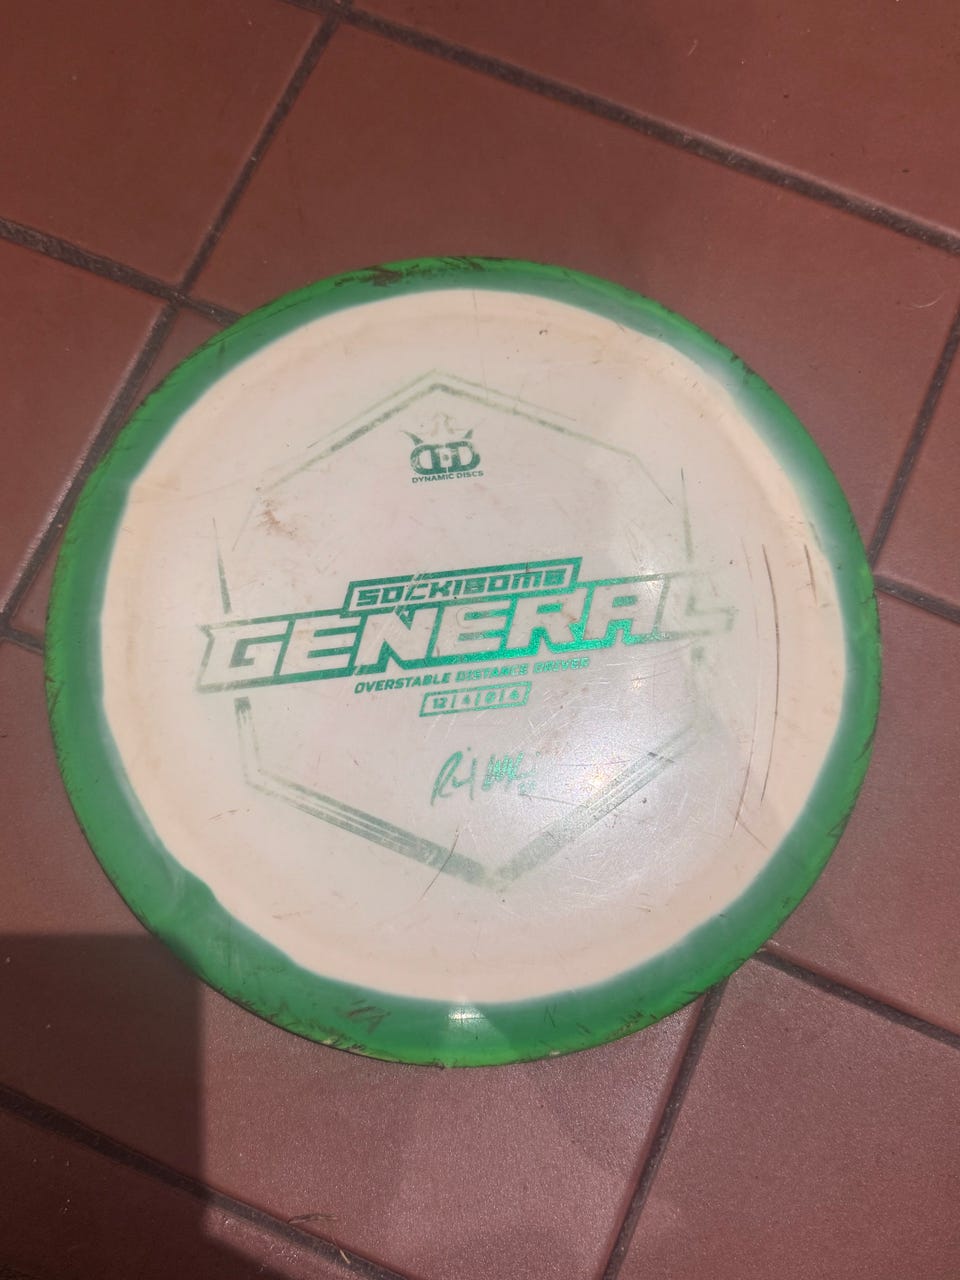 DYNAMIC DISCS
SOCKIBOMB
GENERAL
OVERSTABLE DISTANCE DRIVER
12 | 4 | 0 | 4